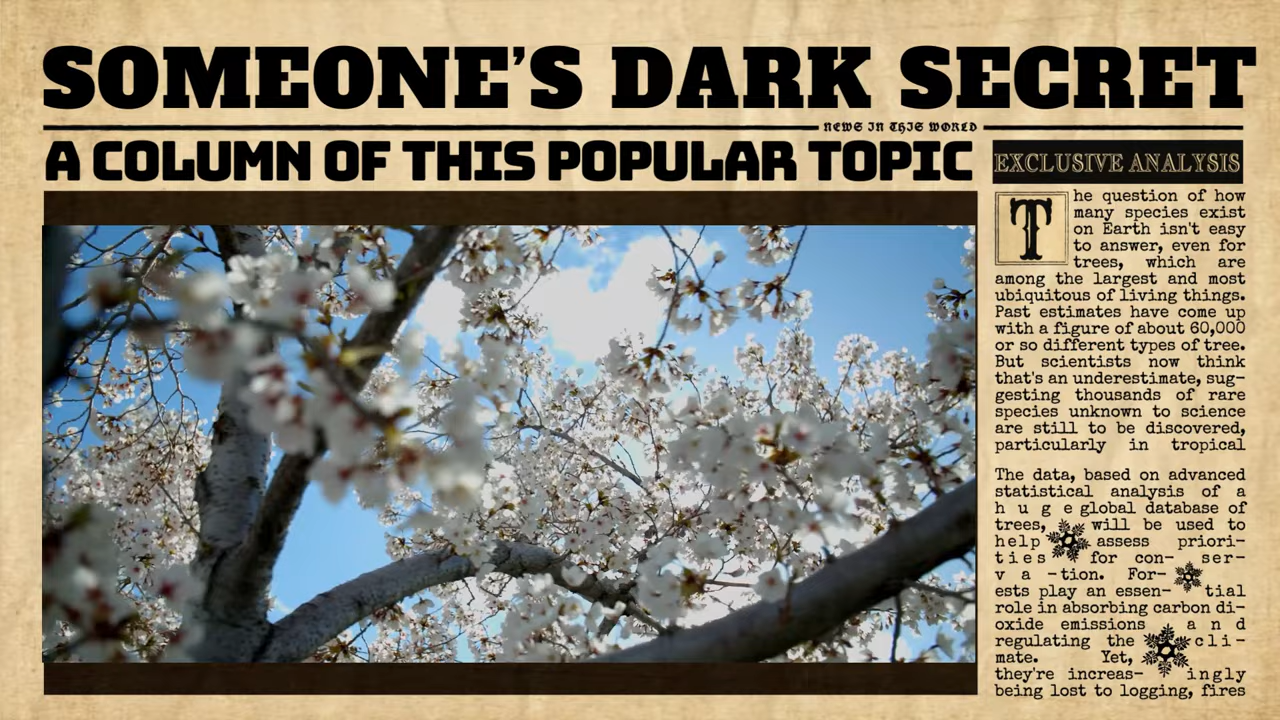 SOMEONE'S DARK SECRET
NEWS IN THIS WORLD
A COLUMN OF THIS POPULAR TOPIC
EXCLUSIVE ANALYSIS
The question of how
many species exist
on Earth isn't easy
to answer, even for
trees, which are
among the largest and most
ubiquitous of living things.
Past estimates have come up
with a figure of about 60,000
or so different types of tree.
But scientists now think
that's an underestimate, sug-
gesting thousands of rare
species unknown to science
are still to be discovered,
particularly in tropical
The data, based on advanced
statistical analysis of a
h u g e global database of
trees, will be used to
help assess priori-
ties for con- ser-
v a -tion. For-
ests play an essen- tial
role in absorbing carbon di-
oxide emissions a n d
regulating the cli-
mate. Yet,
they're increas- ingly
being lost to logging, fires